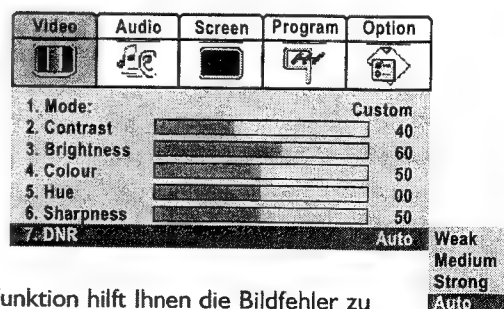 Video Audio Screen Program Option
1. Mode: Custom
2. Contrast 40
3. Brightness 60
4. Colour 50
5. Hue 00
6. Sharpness 50
7. DNR Auto
Weak
Medium
Strong
Auto
unktion hilft Ihnen die Bildfehler zu